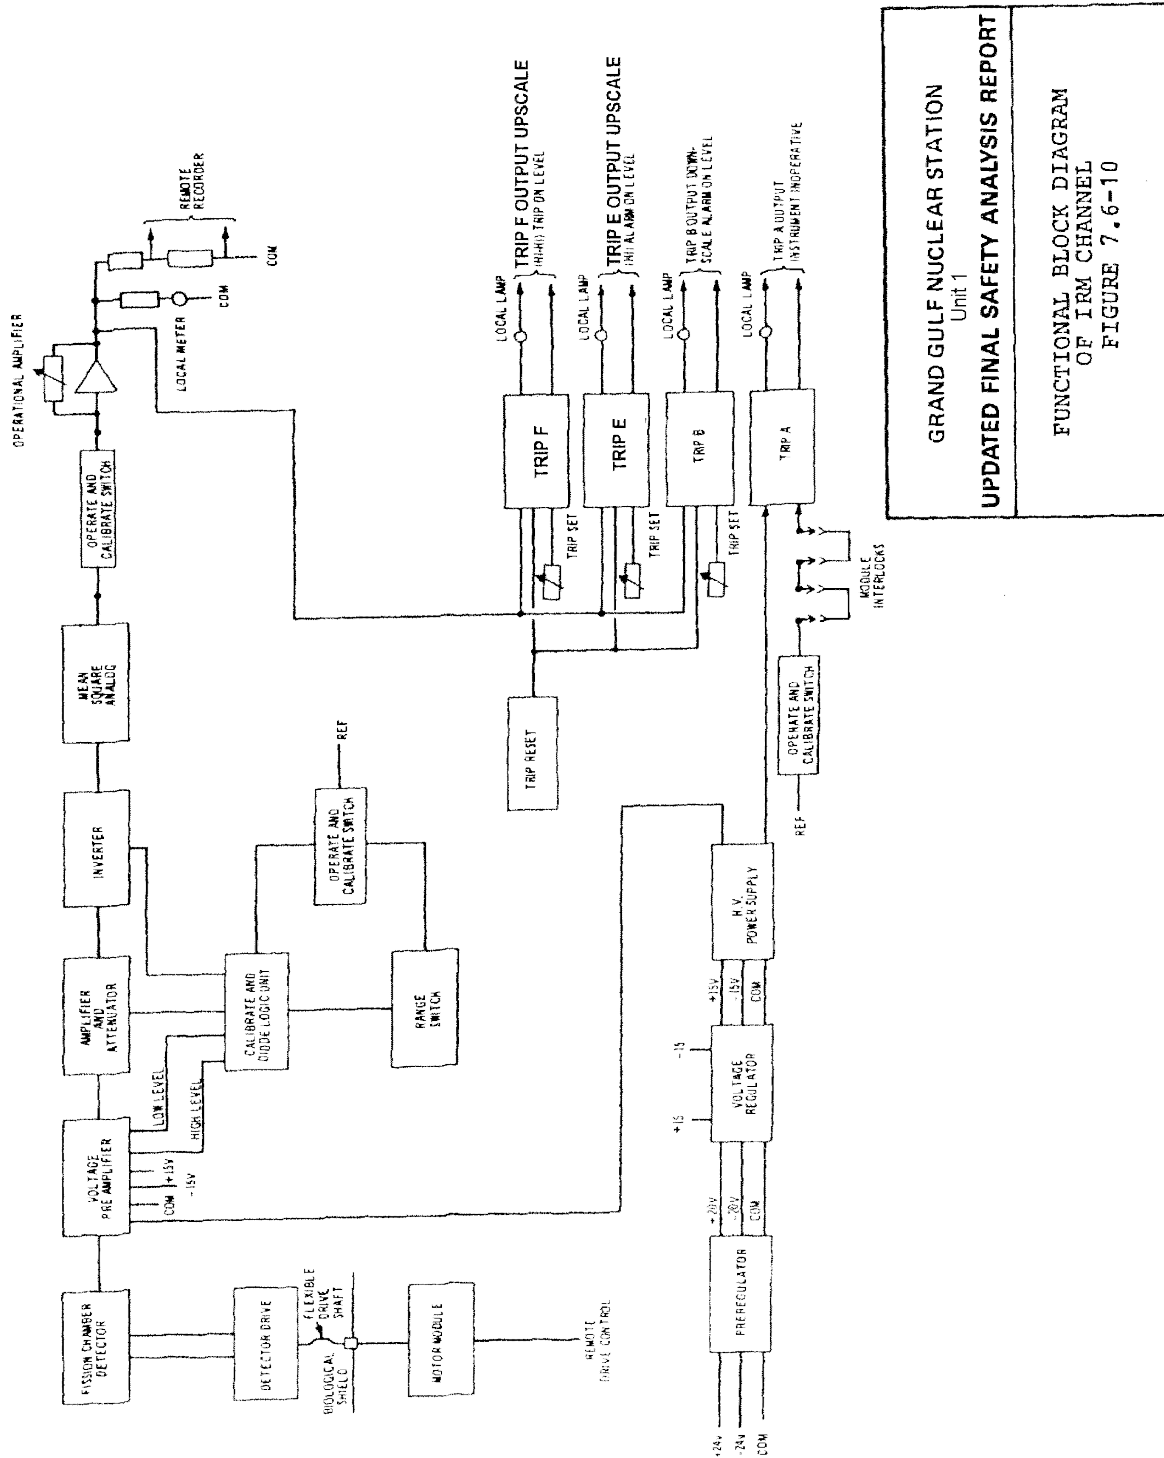 FISSION CHAMBER
DETECTOR
VOLTAGE
PRE AMPLIFIER
AMPLIFIER
AND
ATTENUATOR
INVERTER
MEAN
SQUARE
ANALOG
OPERATE AND
CALIBRATE SWITCH
OPERATIONAL AMPLIFIER
LOCAL METER
COM
REMOTE
RECORDER
COM
COM
+15V
-15V
LOW LEVEL
HIGH LEVEL
DETECTOR DRIVE
FLEXIBLE
DRIVE
SHAFT
BIOLOGICAL
SHIELD
MOTOR MODULE
REMOTE
DRIVE CONTROL
CALIBRATE AND
DIODE LOGIC UNIT
OPERATE AND
CALIBRATE SWITCH
REF
RANGE
SWITCH
TRIP RESET
TRIP F
TRIP SET
LOCAL LAMP
TRIP F OUTPUT UPSCALE
(HI-HI) TRIP ON LEVEL
TRIP E
TRIP SET
LOCAL LAMP
TRIP E OUTPUT UPSCALE
(HI) ALARM ON LEVEL
TRIP B
TRIP SET
LOCAL LAMP
TRIP B OUTPUT DOWN-
SCALE ALARM ON LEVEL
TRIP A
LOCAL LAMP
TRIP A OUTPUT
INSTRUMENT INOPERATIVE
+24V
-24V
COM
PREREGULATOR
+20V
-20V
COM
VOLTAGE
REGULATOR
+15
-15
+15V
-15V
COM
H.V.
POWER SUPPLY
REF
OPERATE AND
CALIBRATE SWITCH
MODULE
INTERLOCKS
GRAND GULF NUCLEAR STATION
Unit 1
UPDATED FINAL SAFETY ANALYSIS REPORT
FUNCTIONAL BLOCK DIAGRAM
OF IRM CHANNEL
FIGURE 7.6-10